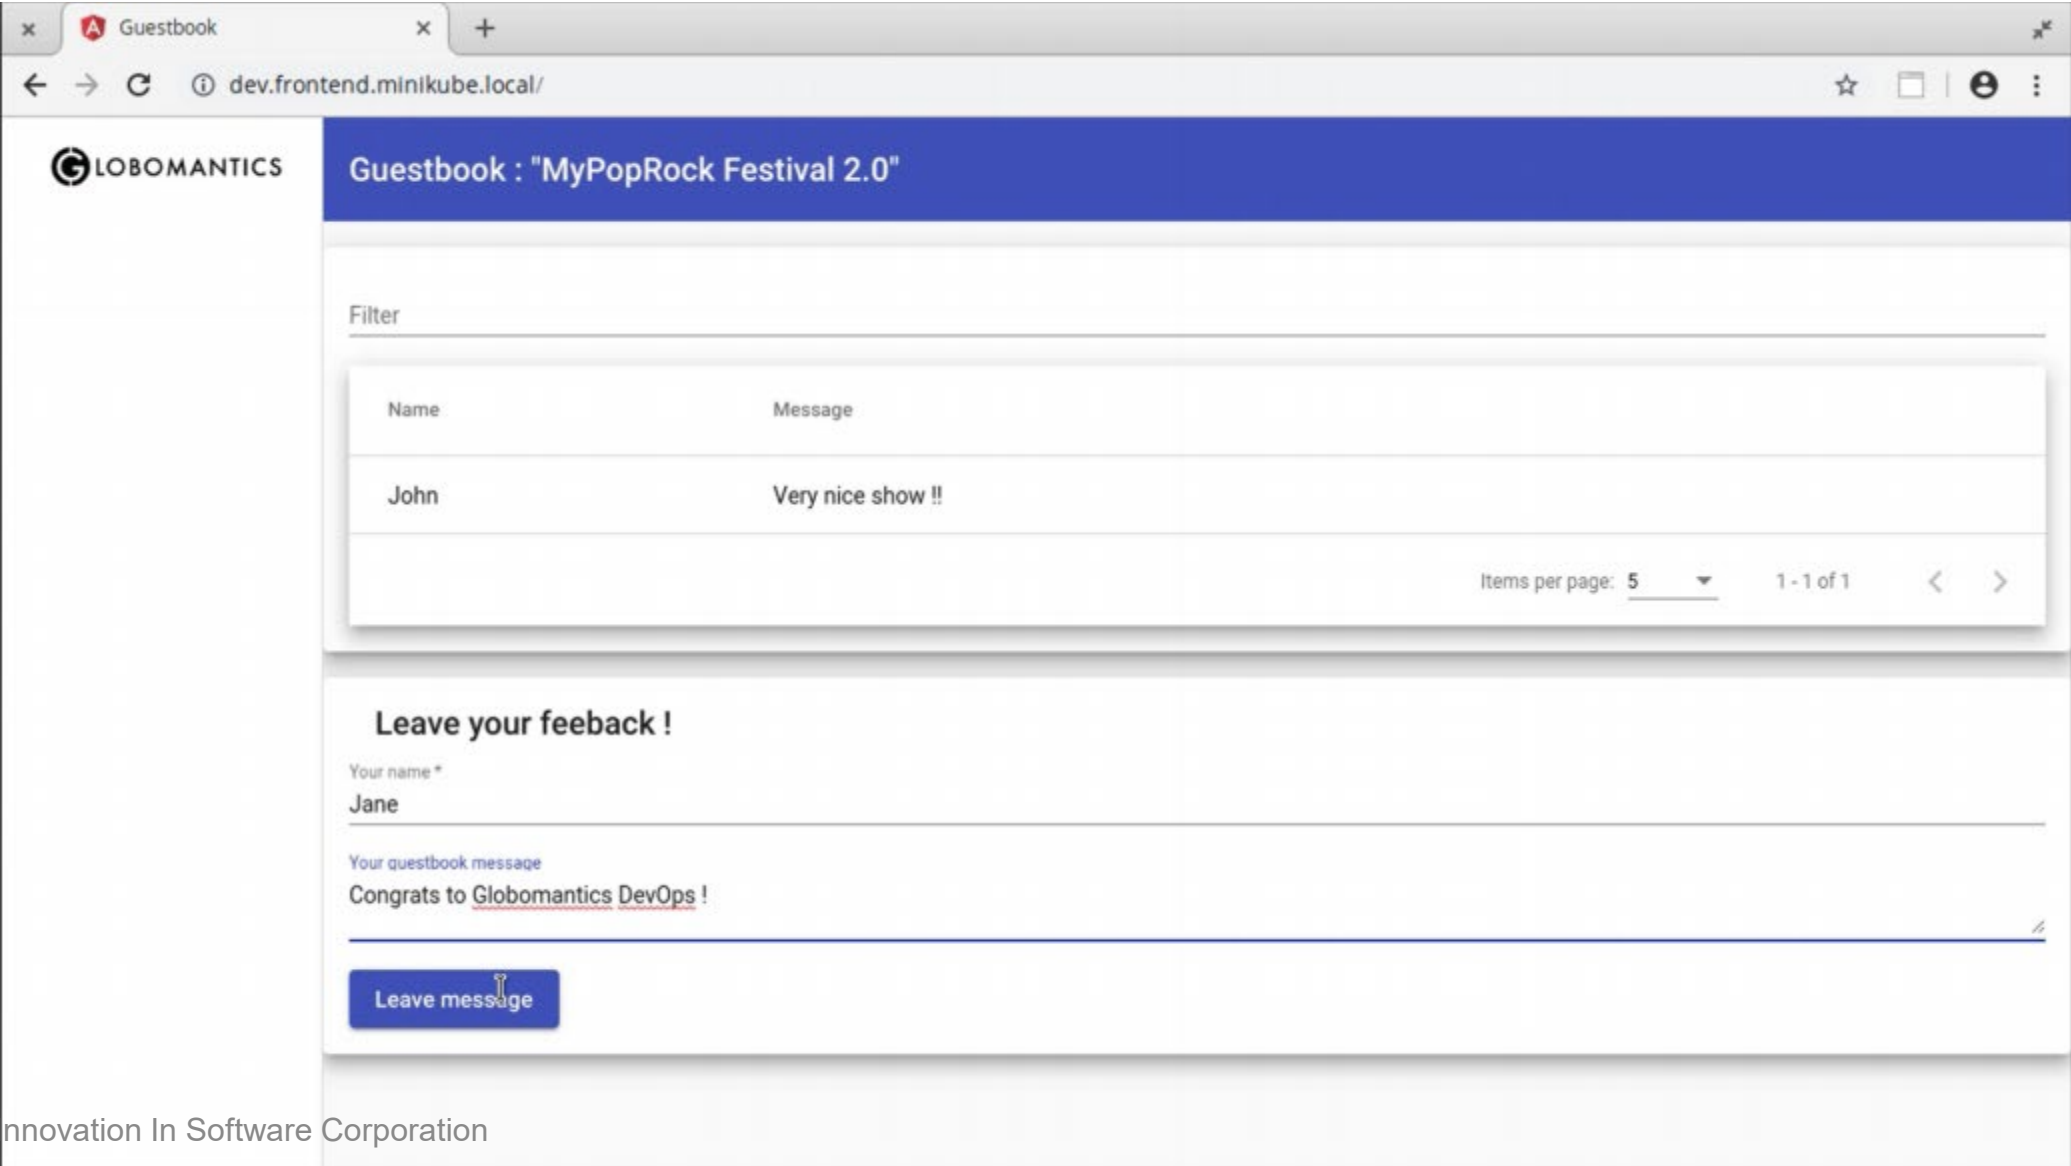 Guestbook
dev.frontend.minikube.local/
GLOBOMANTICS
Guestbook : "MyPopRock Festival 2.0"
Filter
Name Message
John Very nice show !!
Items per page: 5 1 - 1 of 1
Leave your feeback !
Your name *
Jane
Your guestbook message
Congrats to Globomantics DevOps !
Leave message
nnovation In Software Corporation